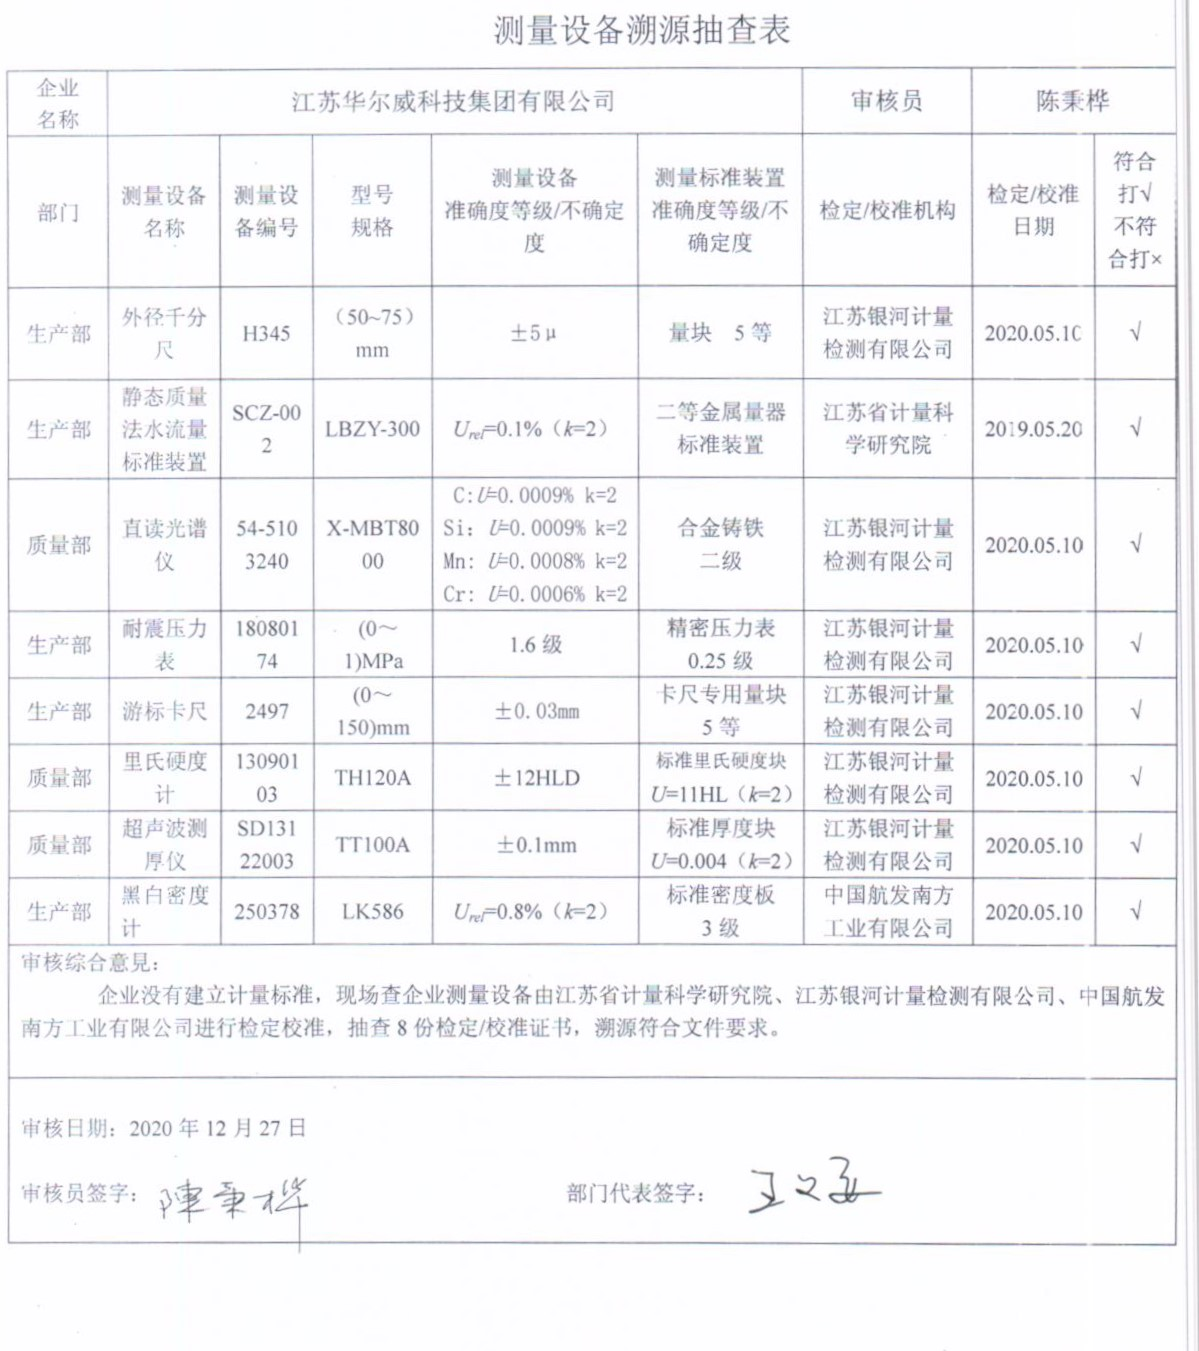 测量设备溯源抽查表
企业
名称
江苏华尔威科技集团有限公司
审核员
陈秉桦
部门
测量设备
名称
测量设
备编号
型号
规格
测量设备
准确度等级/不确定
度
测量标准装置
准确度等级/不
确定度
检定/校准机构
检定/校准
日期
符合
打√
不符
合打×
生产部
外径千分
尺
H345
（50~75）
mm
±5μ
量块 5 等
江苏银河计量
检测有限公司
2020.05.10
√
生产部
静态质量
法水流量
标准装置
SCZ-00
2
LBZY-300
Urel=0.1%（k=2）
二等金属量器
标准装置
江苏省计量科
学研究院
2019.05.20
√
质量部
直读光谱
仪
54-510
3240
X-MBT80
00
C:U=0.0009% k=2
Si: U=0.0009% k=2
Mn: U=0.0008% k=2
Cr: U=0.0006% k=2
合金铸铁
二级
江苏银河计量
检测有限公司
2020.05.10
√
生产部
耐震压力
表
180801
74
(0～
1)MPa
1.6 级
精密压力表
0.25 级
江苏银河计量
检测有限公司
2020.05.10
√
生产部
游标卡尺
2497
(0～
150)mm
±0.03mm
卡尺专用量块
5 等
江苏银河计量
检测有限公司
2020.05.10
√
质量部
里氏硬度
计
130901
03
TH120A
±12HLD
标准里氏硬度块
U=11HL（k=2）
江苏银河计量
检测有限公司
2020.05.10
√
质量部
超声波测
厚仪
SD131
22003
TT100A
±0.1mm
标准厚度块
U=0.004（k=2）
江苏银河计量
检测有限公司
2020.05.10
√
生产部
黑白密度
计
250378
LK586
Urel=0.8%（k=2）
标准密度板
3 级
中国航发南方
工业有限公司
2020.05.10
√
审核综合意见：
企业没有建立计量标准，现场查企业测量设备由江苏省计量科学研究院、江苏银河计量检测有限公司、中国航发
南方工业有限公司进行检定校准，抽查 8 份检定/校准证书，溯源符合文件要求。
审核日期：2020 年 12 月 27 日
审核员签字：陳秉桦
部门代表签字：